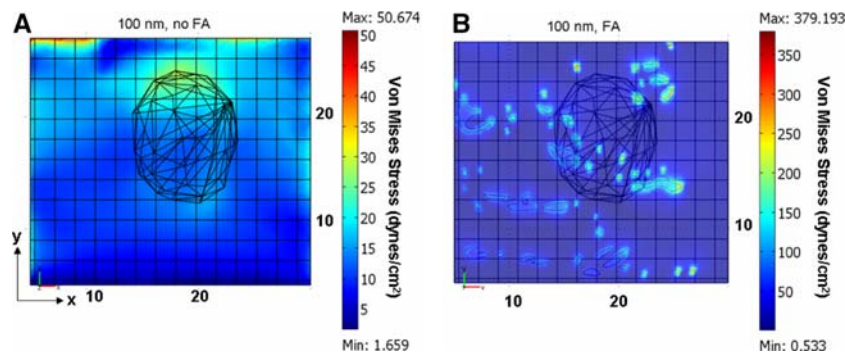 A
100 nm, no FA
Max: 50.674
50
45
40
35
30
25
20
15
10
5
Von Mises Stress (dynes/cm²)
Min: 1.659
20
10
y
x
10
20
B
100 nm, FA
Max: 379.193
350
300
250
200
150
100
50
0
Von Mises Stress (dynes/cm²)
Min: 0.533
20
10
10
20